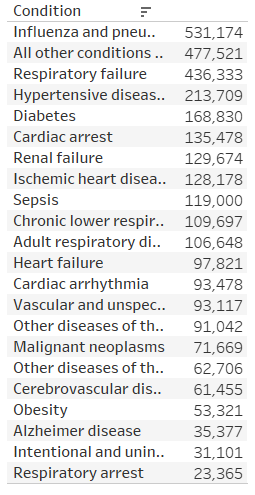 Condition
Influenza and pneu.. 531,174
All other conditions .. 477,521
Respiratory failure 436,333
Hypertensive diseas.. 213,709
Diabetes 168,830
Cardiac arrest 135,478
Renal failure 129,674
Ischemic heart disea.. 128,178
Sepsis 119,000
Chronic lower respir.. 109,697
Adult respiratory di.. 106,648
Heart failure 97,821
Cardiac arrhythmia 93,478
Vascular and unspec.. 93,117
Other diseases of th.. 91,042
Malignant neoplasms 71,669
Other diseases of th.. 62,706
Cerebrovascular dis.. 61,455
Obesity 53,321
Alzheimer disease 35,377
Intentional and unin.. 31,101
Respiratory arrest 23,365